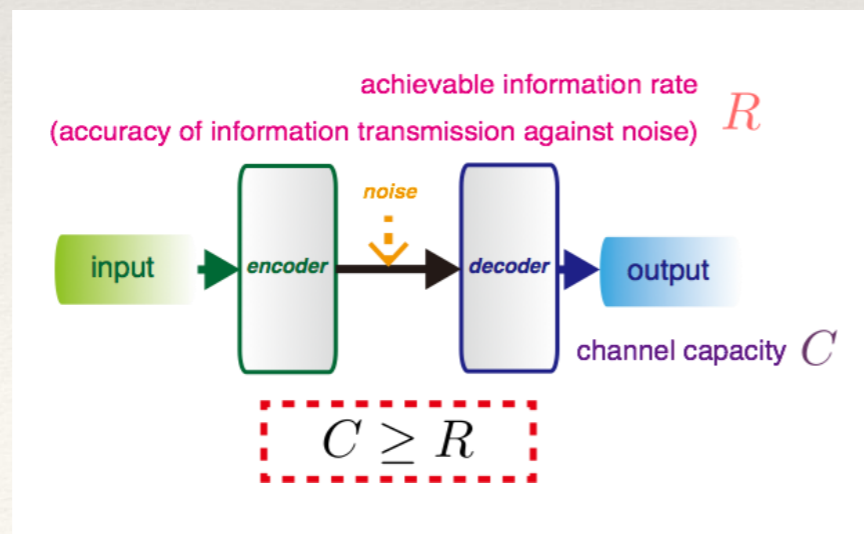 achievable information rate
(accuracy of information transmission against noise) R
noise
input encoder decoder output
channel capacity C
C ≥ R